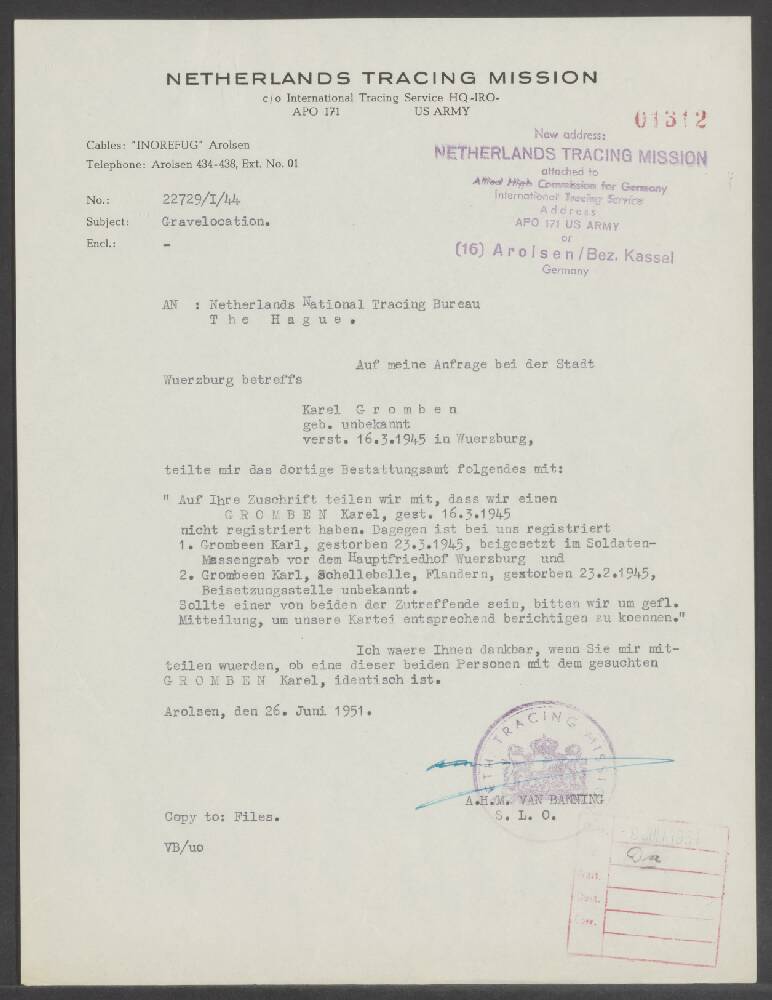 NETHERLANDS TRACING MISSION
c/o International Tracing Service HQ-IRO-
APO 171 US ARMY
01312
Cables: "INOREFUG" Arolsen
Telephone: Arolsen 434-438, Ext. No. 01
New address:
NETHERLANDS TRACING MISSION
attached to
Allied High Commission for Germany
International Tracing Service
Address
APO 171 US ARMY
or
(16) Arolsen/Bez. Kassel
Germany
No.: 22729/I/44
Subject: Gravelocation.
Encl.: -
AN : Netherlands National Tracing Bureau
T h e H a g u e .
Auf meine Anfrage bei der Stadt
Wuerzburg betreffs
Karel G r o m b e n
geb. unbekannt
verst. 16.3.1945 in Wuerzburg,
teilte mir das dortige Bestattungsamt folgendes mit:
" Auf Ihre Zuschrift teilen wir mit, dass wir einen
G R O M B E N Karel, gest. 16.3.1945
nicht registriert haben. Dagegen ist bei uns registriert
1. Grombeen Karl, gestorben 23.3.1945, beigesetzt im Soldaten-
Massengrab vor dem Hauptfriedhof Wuerzburg und
2. Grombeen Karl, Schellebelle, Flandern, gestorben 23.2.1945,
Beisetzungsstelle unbekannt.
Sollte einer von beiden der Zutreffende sein, bitten wir um gefl.
Mitteilung, um unsere Kartei entsprechend berichtigen zu koennen."
Ich waere Ihnen dankbar, wenn Sie mir mit-
teilen wuerden, ob eine dieser beiden Personen mit dem gesuchten
G R O M B E N Karel, identisch ist.
Arolsen, den 26. Juni 1951.
NETH TRACING MISSI
A.H.M. VAN BANNING
S. L. O.
Copy to: Files.
VB/uo